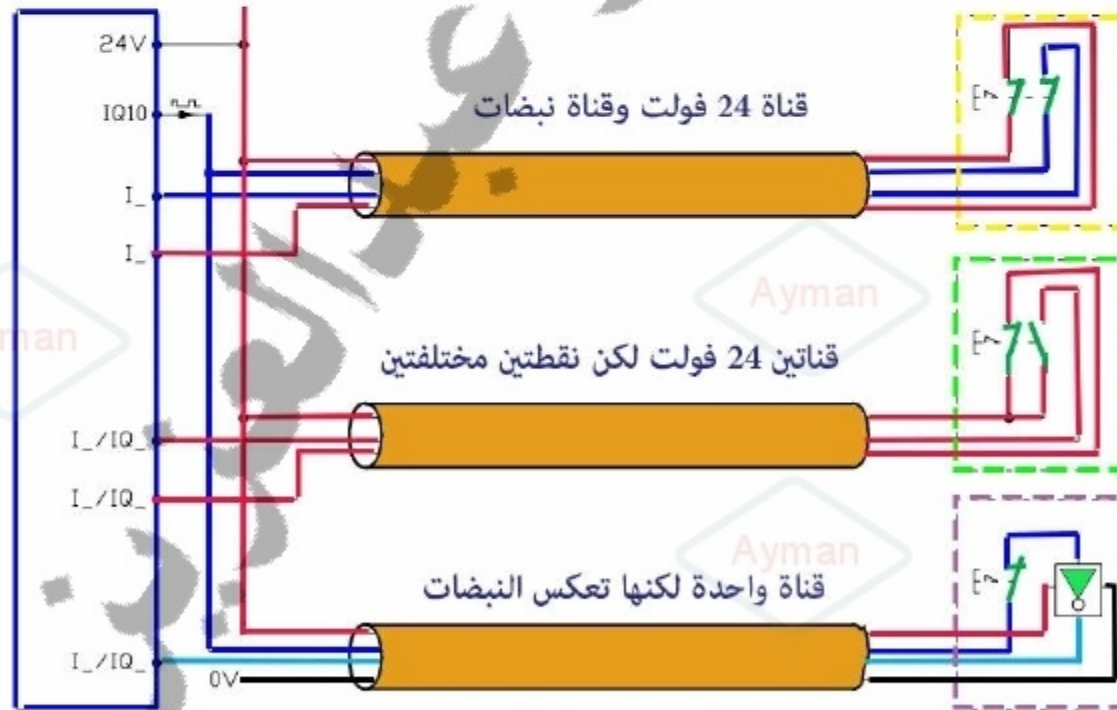 24V
IQ10
قناة 24 فولت وقناة نبضات
I_
I_
Ayman
man
قناتين 24 فولت لكن نقطتين مختلفتين
I_/IQ_
I_/IQ_
Ayman
قناة واحدة لكنها تعكس النبضات
I_/IQ_
0V